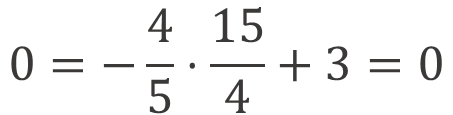 0 = − 4/5 · 15/4 + 3 = 0